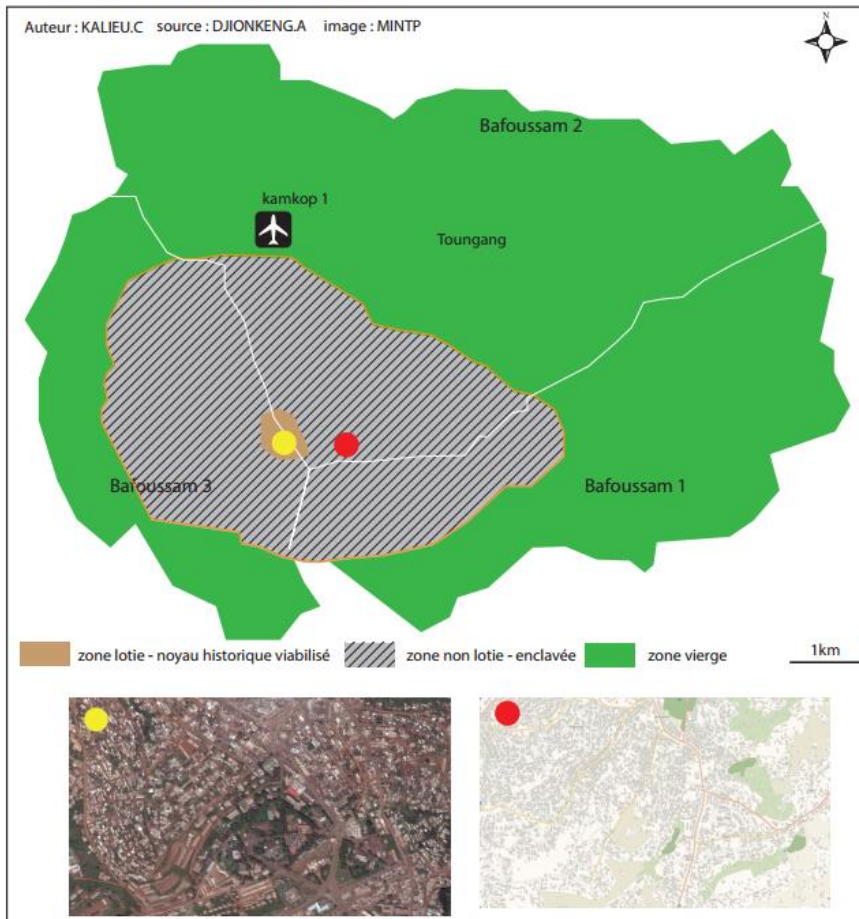 Auteur : KALIEU.C source : DJIONKENG.A image : MINTP
N
Bafoussam 2
kamkop 1
Toungang
Bafoussam 3
Bafoussam 1
zone lotie - noyau historique viabilisé
zone non lotie - enclavée
zone vierge
1km